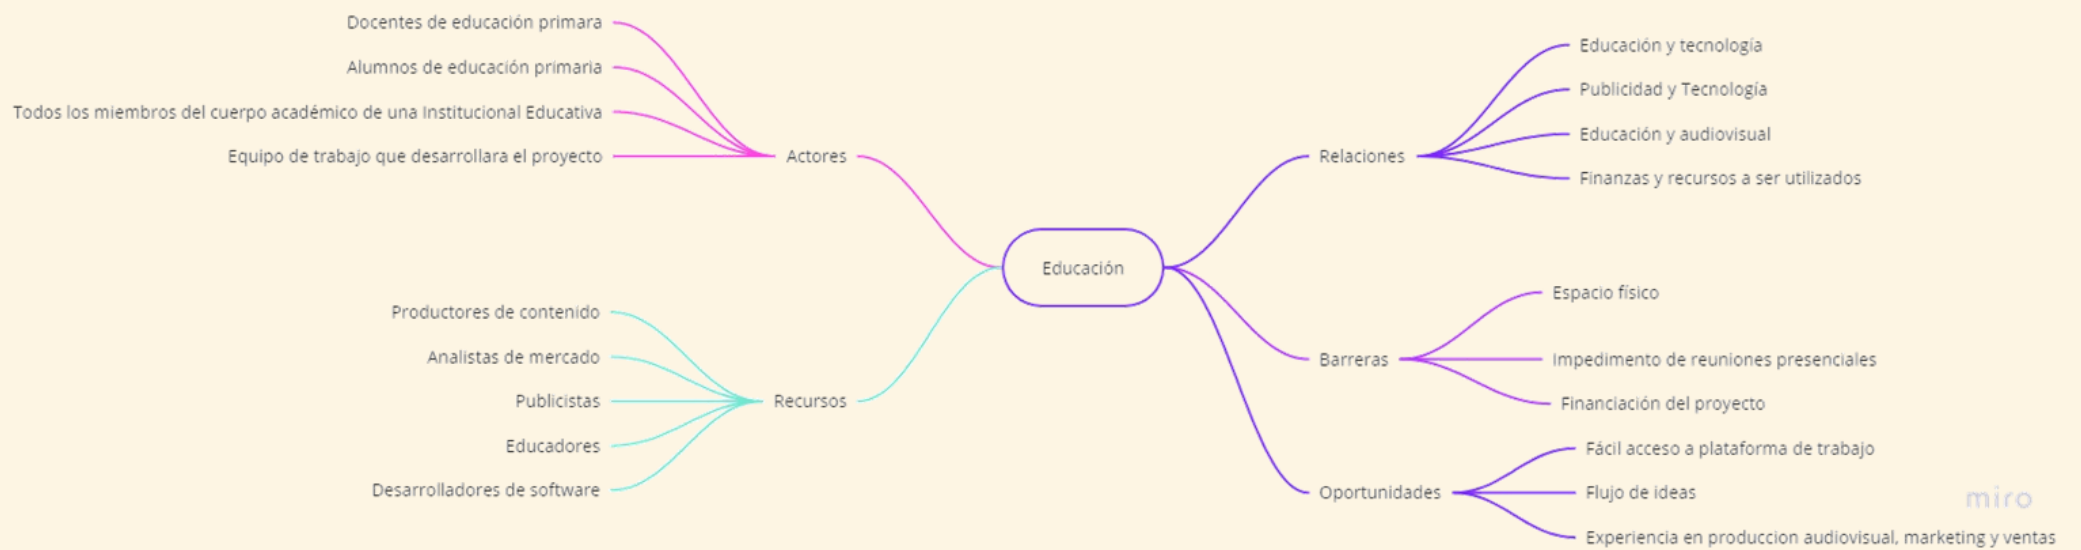 Docentes de educación primara
Alumnos de educación primaria
Todos los miembros del cuerpo académico de una Institucional Educativa
Equipo de trabajo que desarrollara el proyecto
Actores
Productores de contenido
Analistas de mercado
Publicistas
Educadores
Desarrolladores de software
Recursos
Educación
Relaciones
Educación y tecnología
Publicidad y Tecnología
Educación y audiovisual
Finanzas y recursos a ser utilizados
Barreras
Espacio físico
Impedimento de reuniones presenciales
Financiación del proyecto
Oportunidades
Fácil acceso a plataforma de trabajo
Flujo de ideas
Experiencia en produccion audiovisual, marketing y ventas
miro